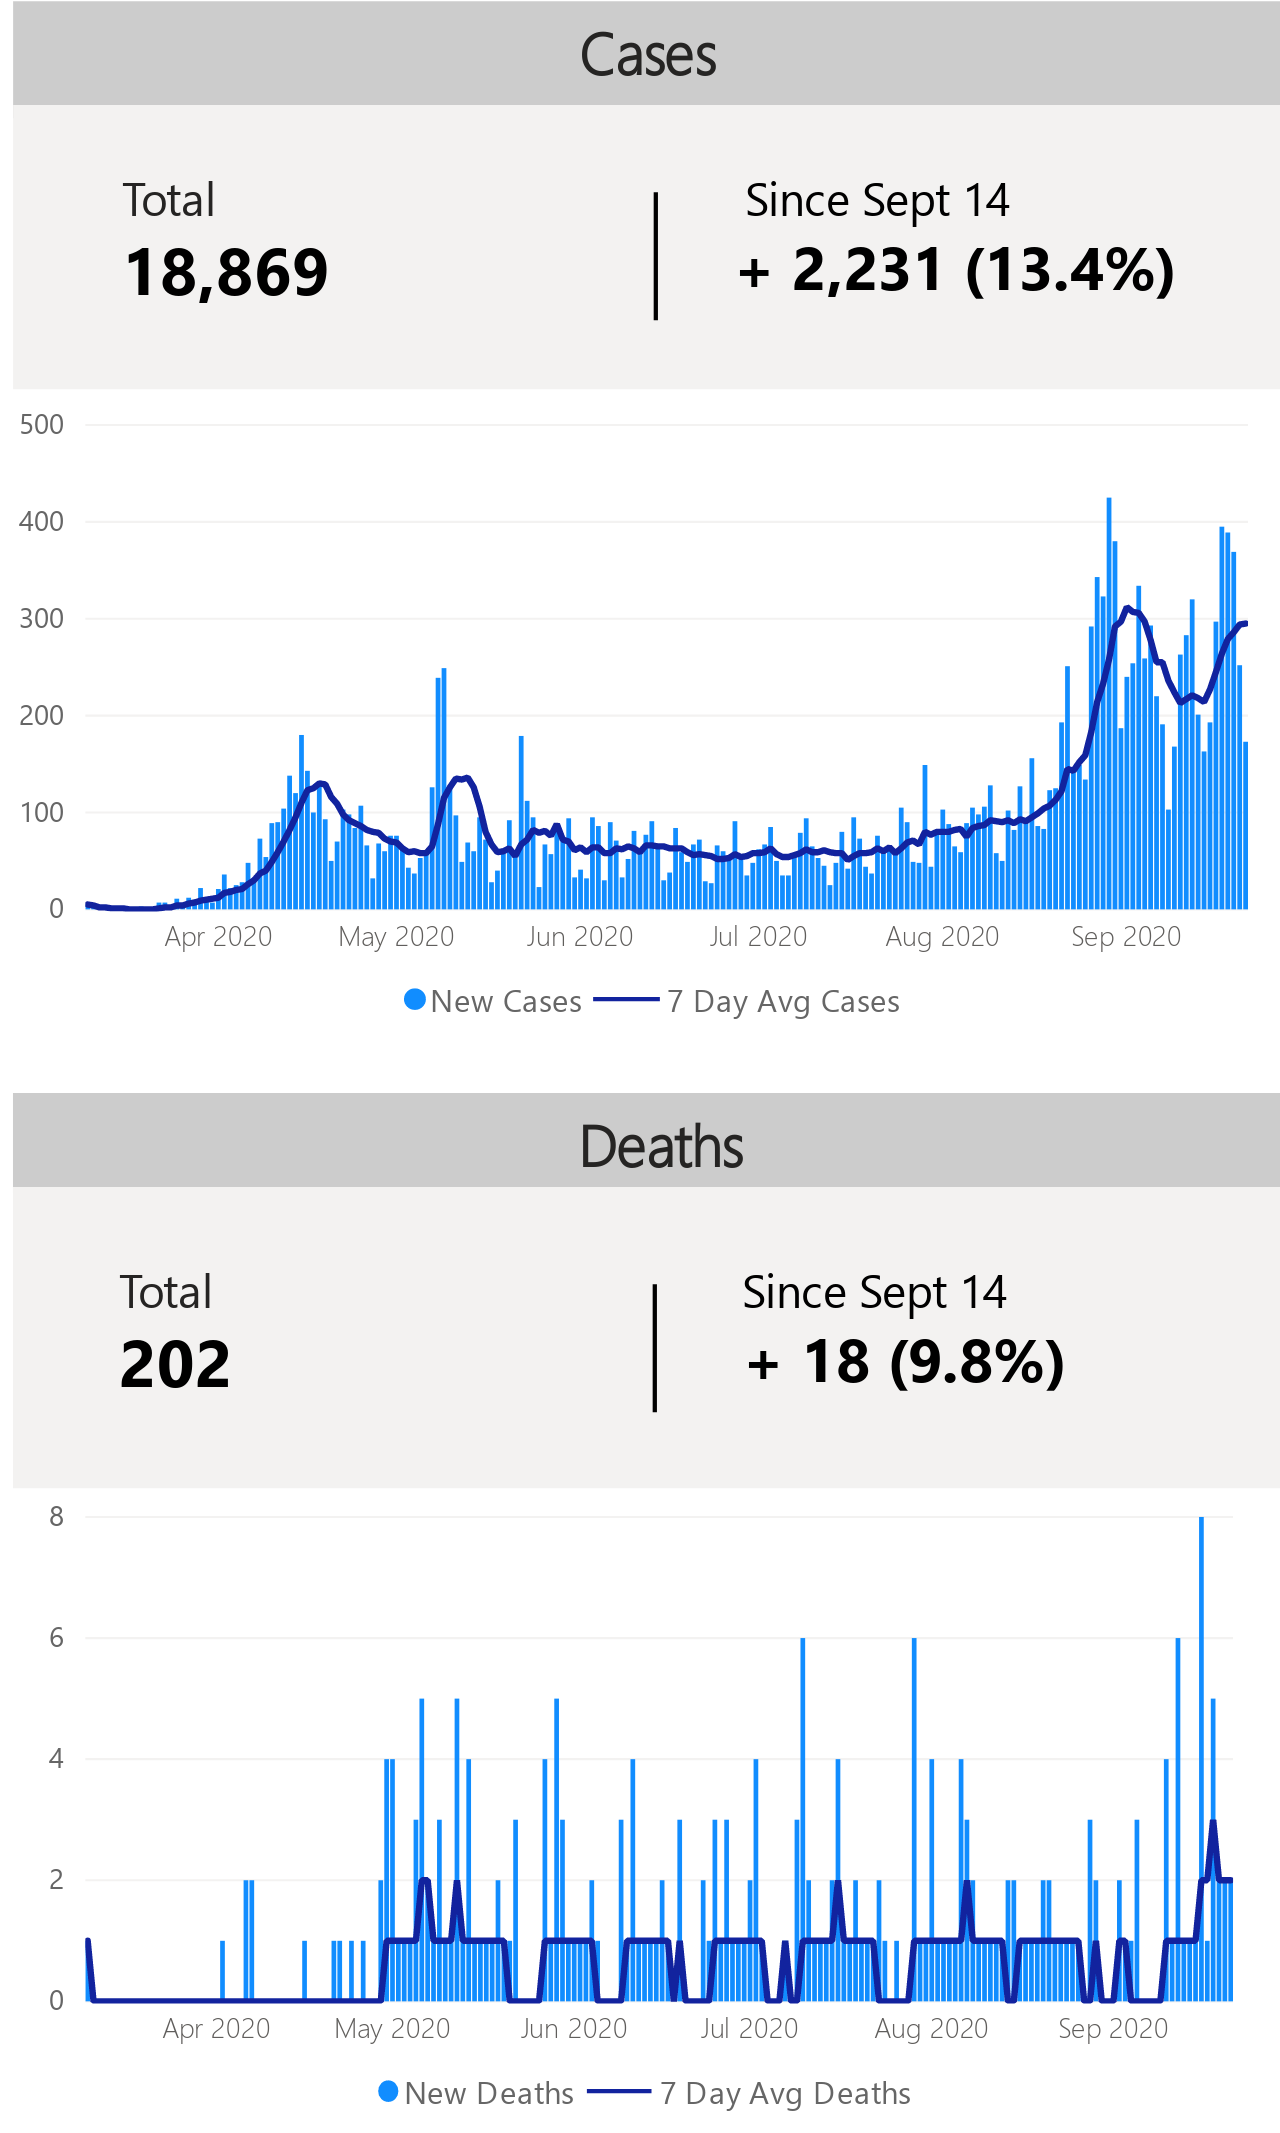 Cases
Total
Since Sept 14
18,869
+ 2,231 (13.4%)
500
400
300
200
100
0
Apr 2020 May 2020 Jun 2020 Jul 2020 Aug 2020 Sep 2020
New Cases 7 Day Avg Cases
Deaths
Total
Since Sept 14
202
+ 18 (9.8%)
8
6
4
2
0
Apr 2020 May 2020 Jun 2020 Jul 2020 Aug 2020 Sep 2020
New Deaths 7 Day Avg Deaths